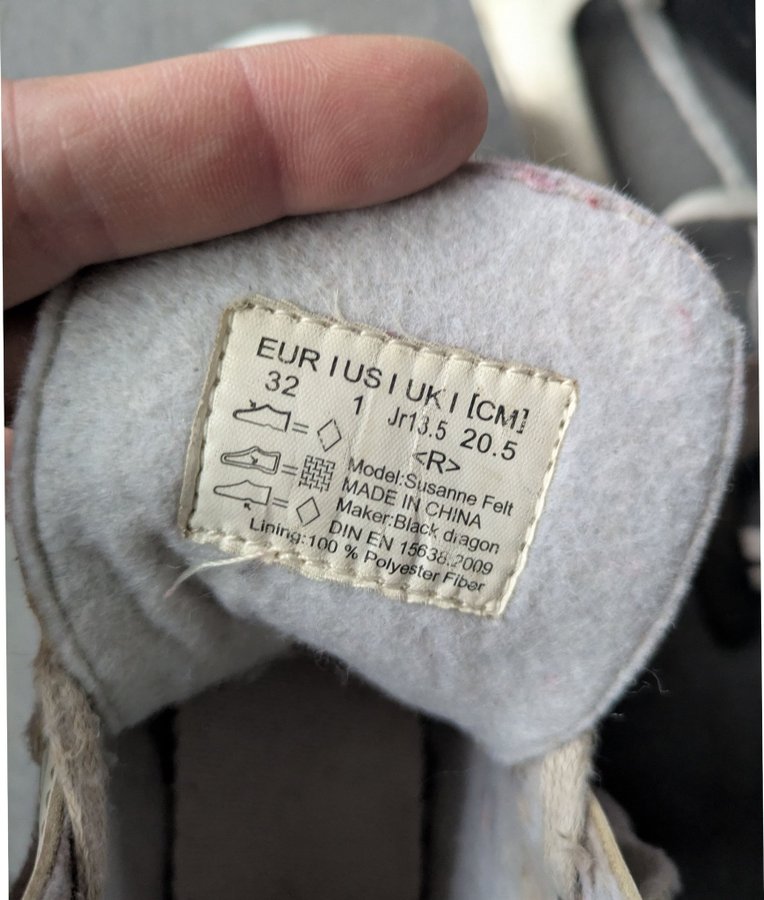 EUR I US I UK I [CM]
32 1 Jr13.5 20.5
<R>
= Model:Susanne Felt
= MADE IN CHINA
= Maker:Black dragon
DIN EN 15638.2009
Lining:100 % Polyester Fiber